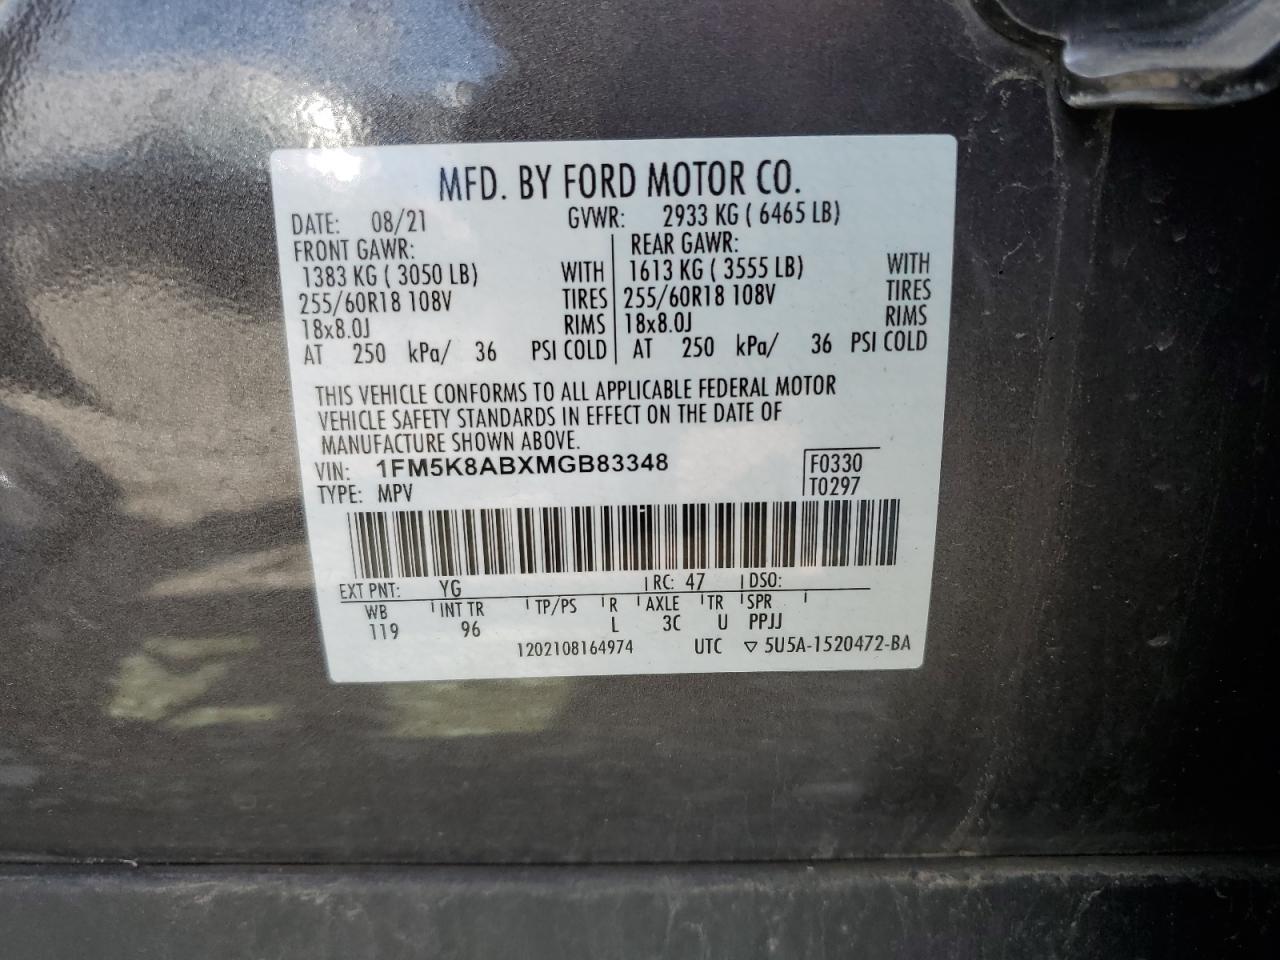 MFD. BY FORD MOTOR CO.
DATE: 08/21 GVWR: 2933 KG ( 6465 LB)
FRONT GAWR: REAR GAWR:
1383 KG ( 3050 LB) WITH 1613 KG ( 3555 LB) WITH
255/60R18 108V TIRES 255/60R18 108V TIRES
18x8.0J RIMS 18x8.0J RIMS
AT 250 kPa/ 36 PSI COLD AT 250 kPa/ 36 PSI COLD
THIS VEHICLE CONFORMS TO ALL APPLICABLE FEDERAL MOTOR
VEHICLE SAFETY STANDARDS IN EFFECT ON THE DATE OF
MANUFACTURE SHOWN ABOVE.
VIN: 1FM5K8ABXMGB83348 F0330
TYPE: MPV T0297
EXT PNT: YG RC: 47 DSO:
WB INT TR TP/PS R AXLE TR SPR
119 96 L 3C U PPJJ
1202108164974 UTC ▽ 5U5A-1520472-BA